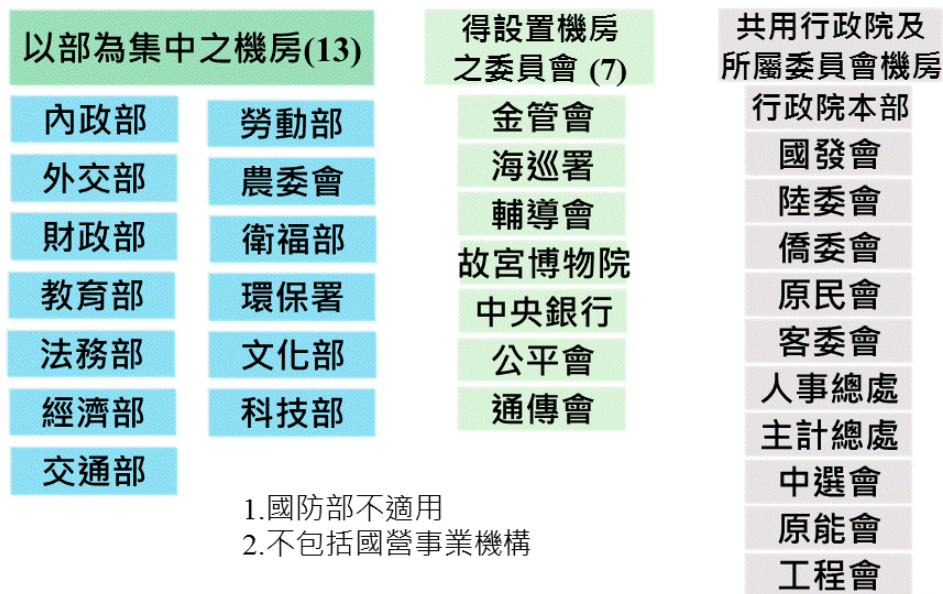 以部為集中之機房(13)
內政部
外交部
財政部
教育部
法務部
經濟部
交通部
勞動部
農委會
衛福部
環保署
文化部
科技部
得設置機房
之委員會 (7)
金管會
海巡署
輔導會
故宮博物院
中央銀行
公平會
通傳會
共用行政院及
所屬委員會機房
行政院本部
國發會
陸委會
僑委會
原民會
客委會
人事總處
主計總處
中選會
原能會
工程會
1.國防部不適用
2.不包括國營事業機構